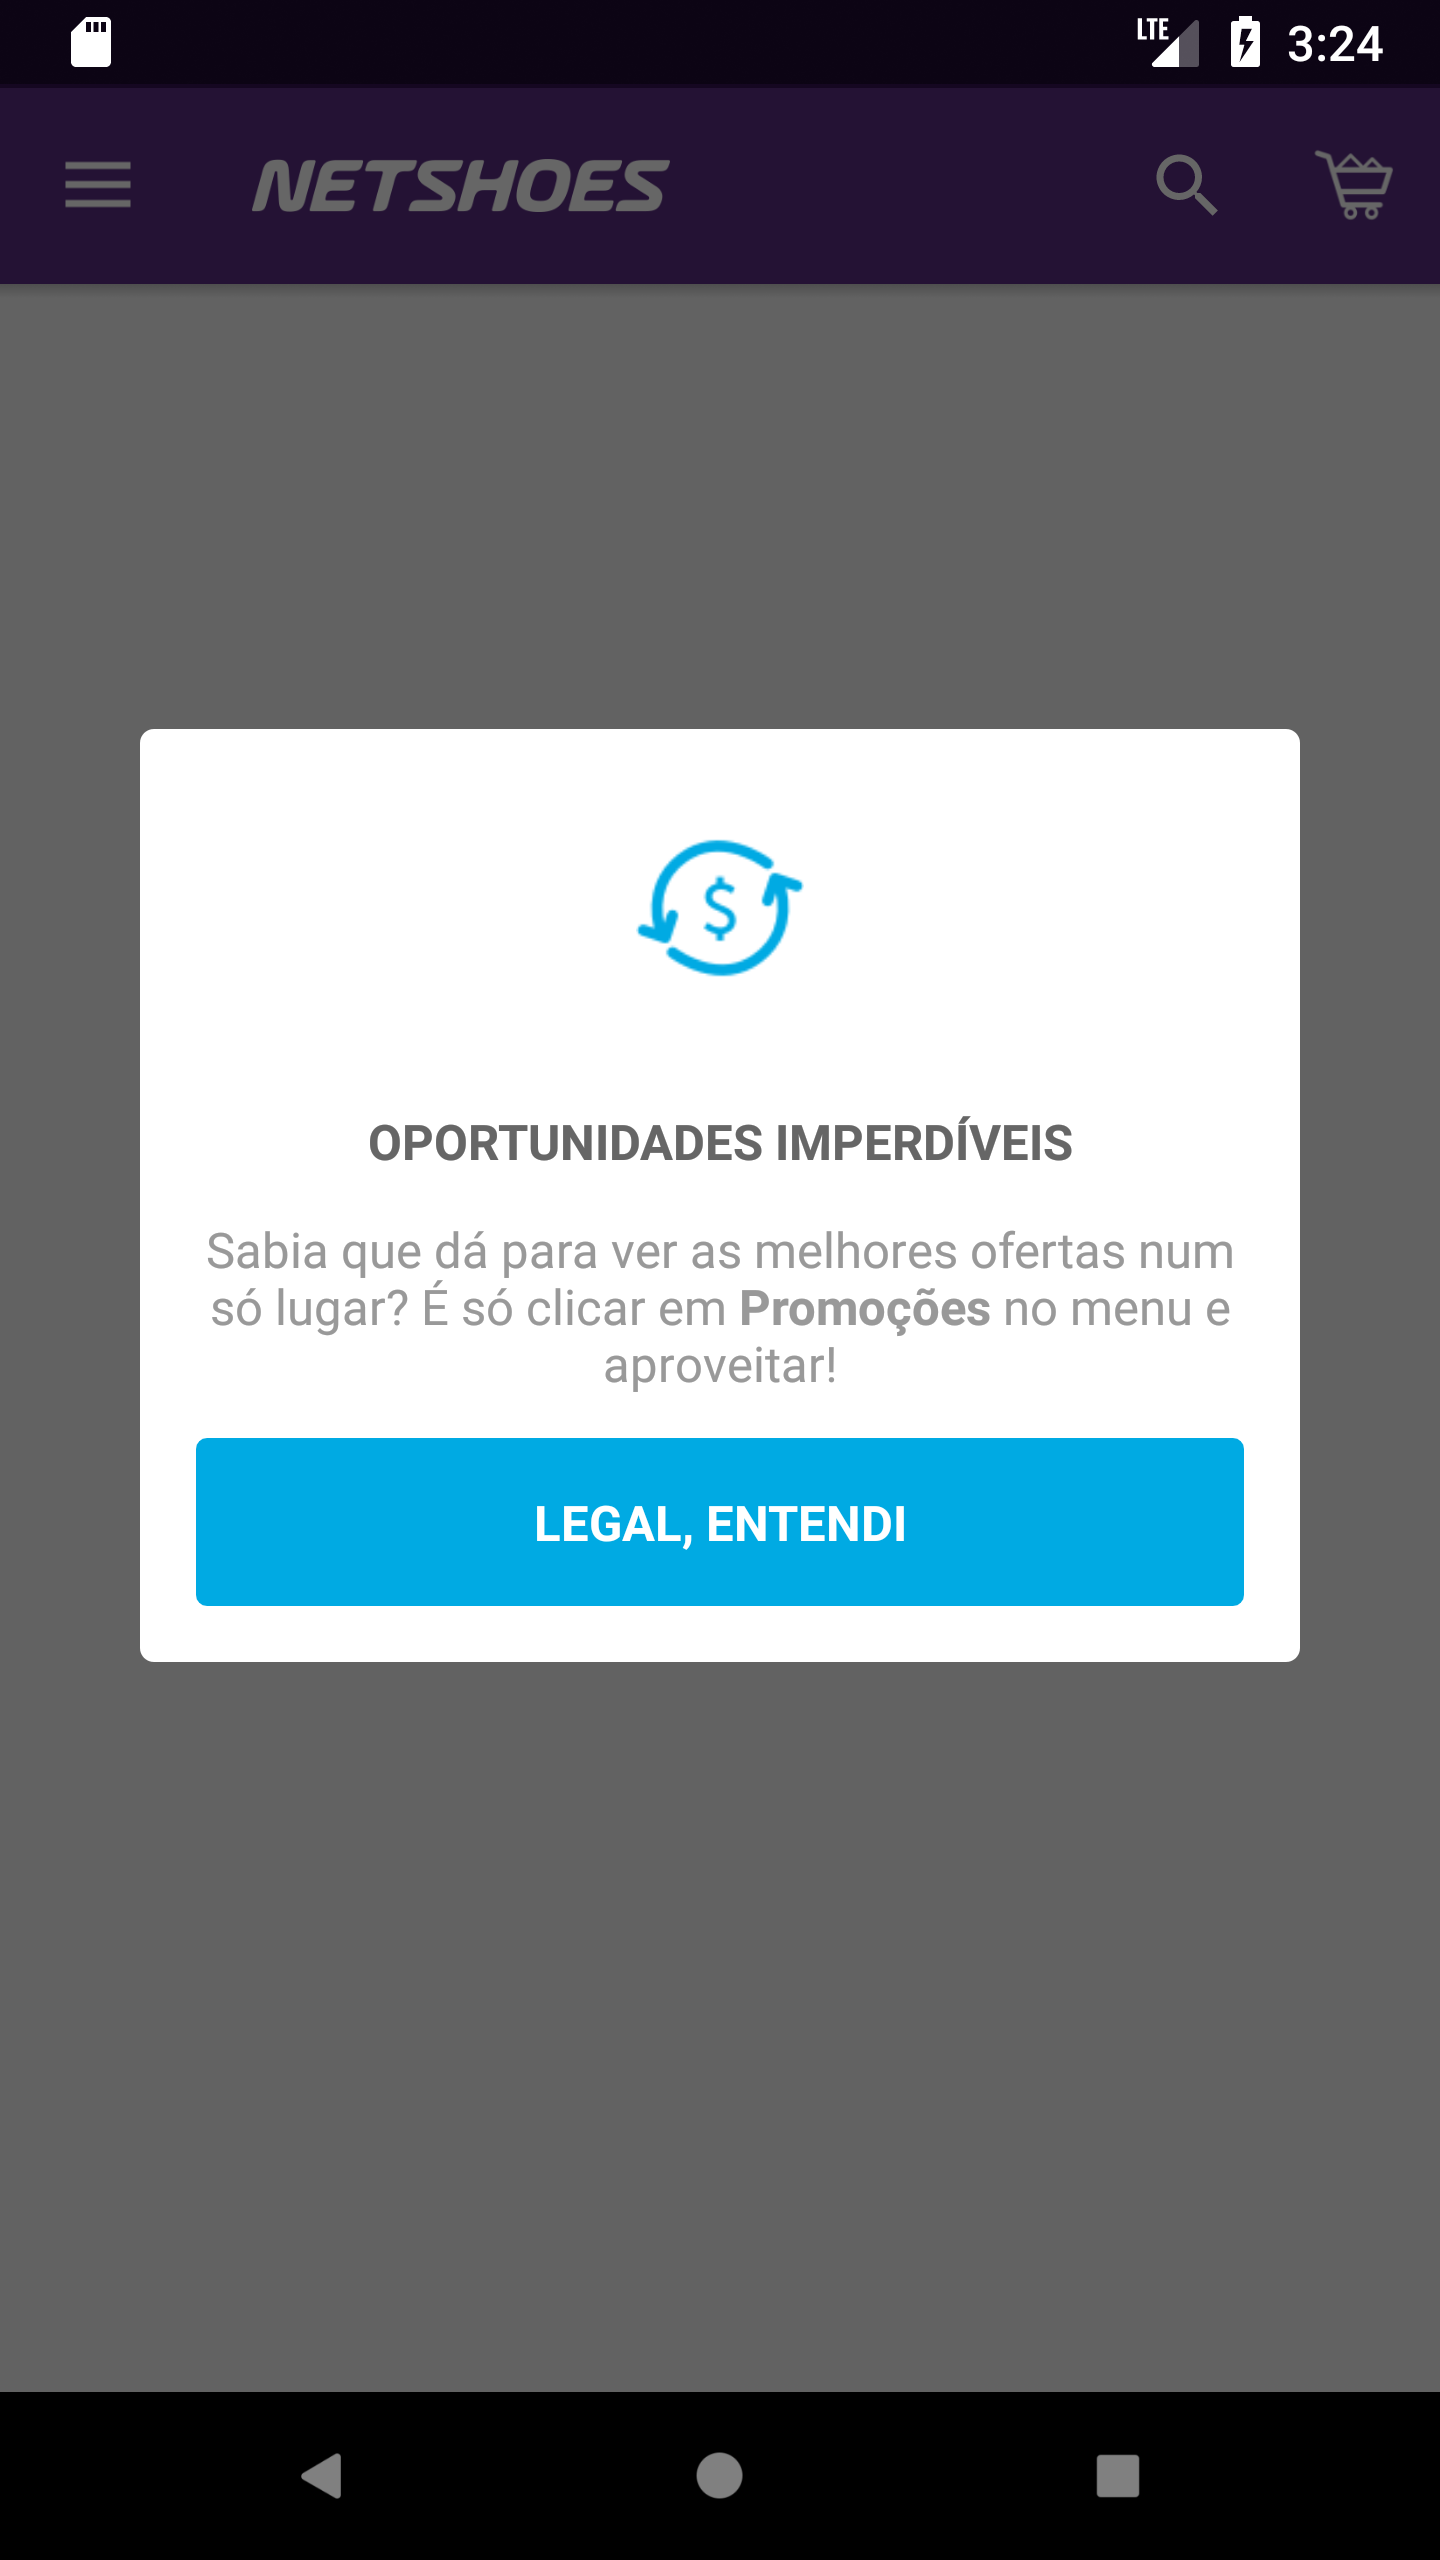 LTE 3:24
NETSHOES
$
OPORTUNIDADES IMPERDÍVEIS
Sabia que dá para ver as melhores ofertas num
só lugar? É só clicar em Promoções no menu e
aproveitar!
LEGAL, ENTENDI